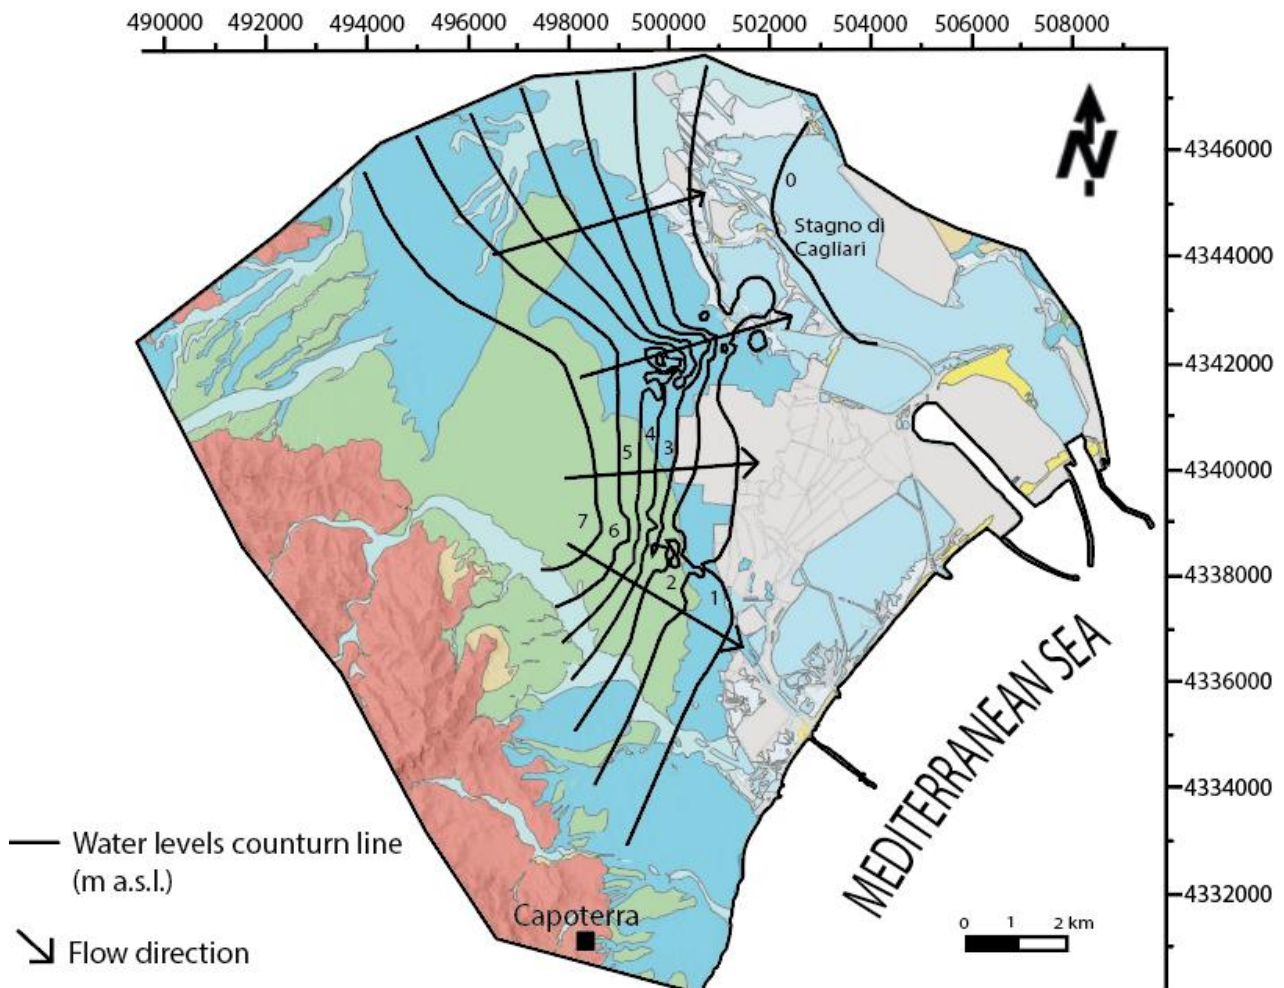 490000 492000 494000 496000 498000 500000 502000 504000 506000 508000
N
4346000
0
Stagno di
Cagliari
4344000
4342000
4
3
5
4340000
7
6
4338000
2
1
4336000
MEDITERRANEAN SEA
4334000
Water levels counturn line
(m a.s.l.)
4332000
Capoterra
0 1 2 km
Flow direction